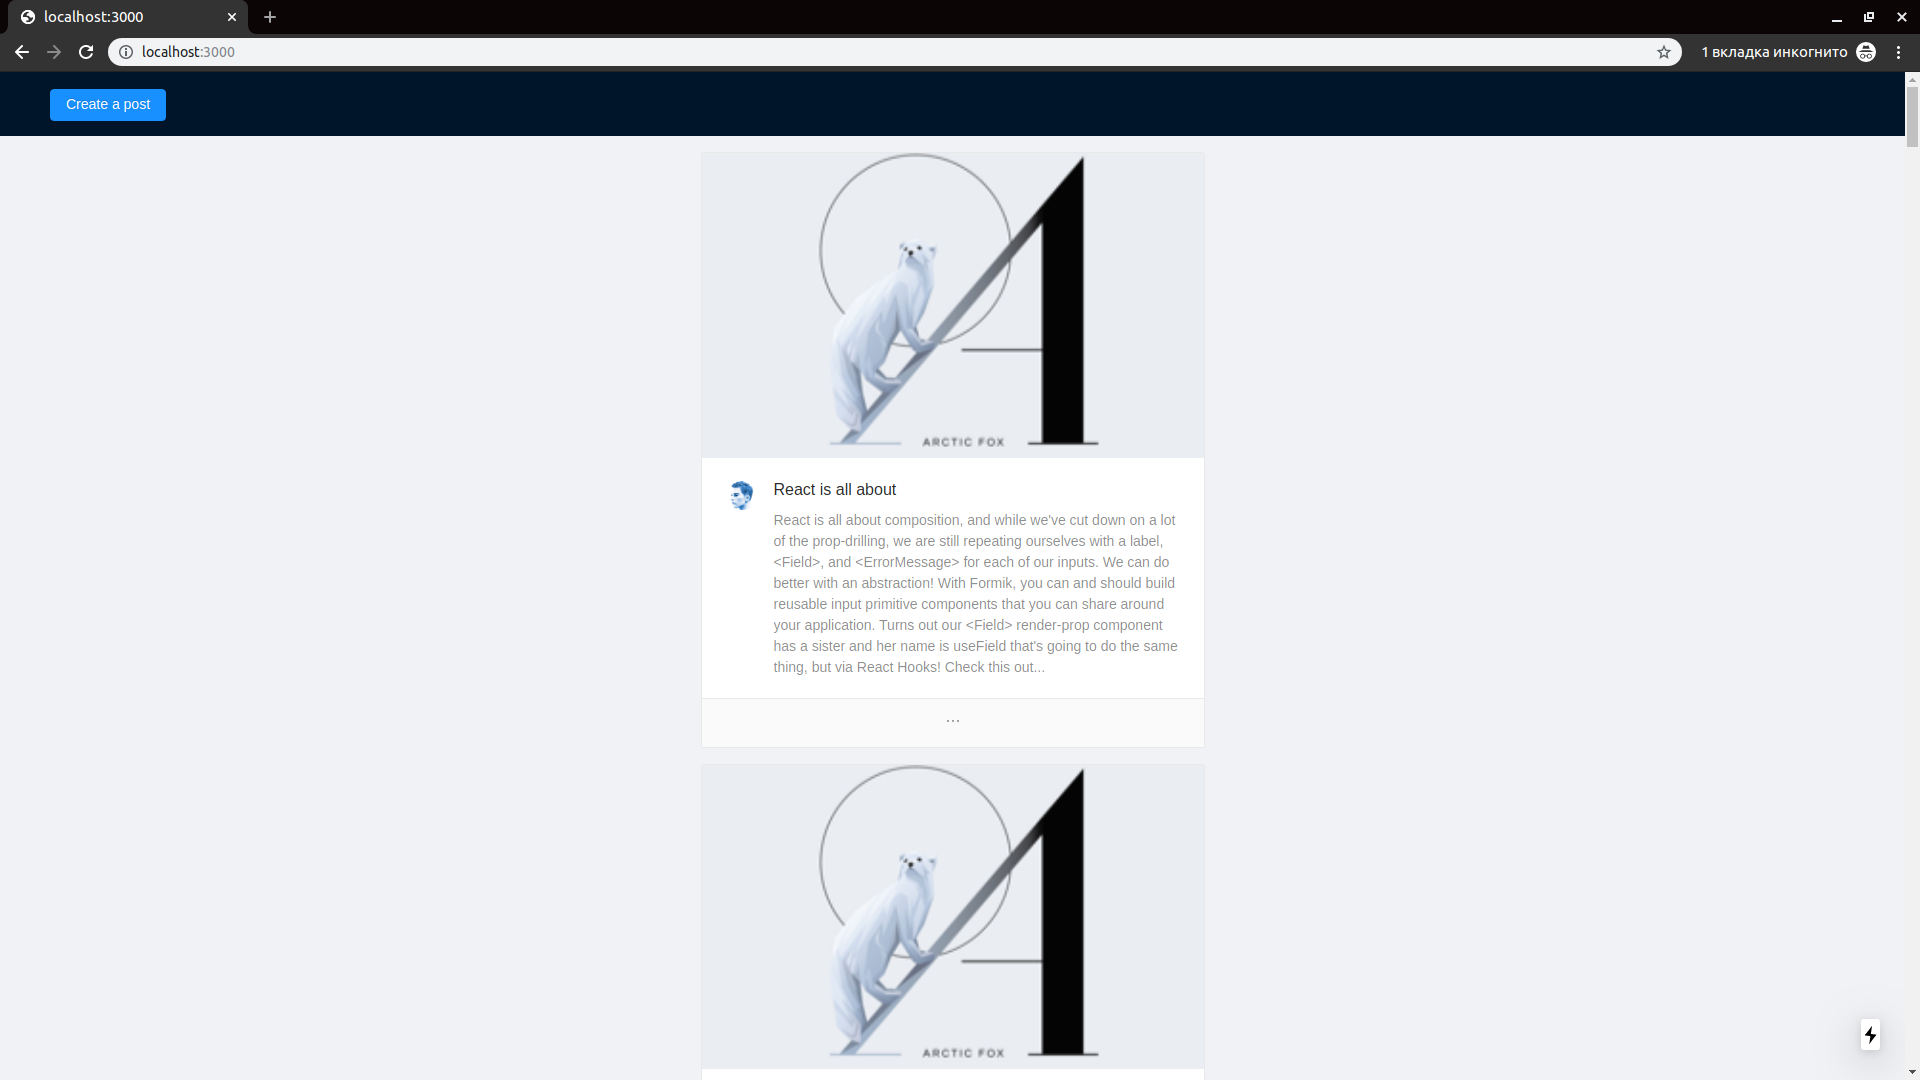 localhost:3000
localhost:3000
1 вкладка инкогнито
Create a post
ARCTIC FOX
React is all about
React is all about composition, and while we've cut down on a lot
of the prop-drilling, we are still repeating ourselves with a label,
<Field>, and <ErrorMessage> for each of our inputs. We can do
better with an abstraction! With Formik, you can and should build
reusable input primitive components that you can share around
your application. Turns out our <Field> render-prop component
has a sister and her name is useField that's going to do the same
thing, but via React Hooks! Check this out...
ARCTIC FOX